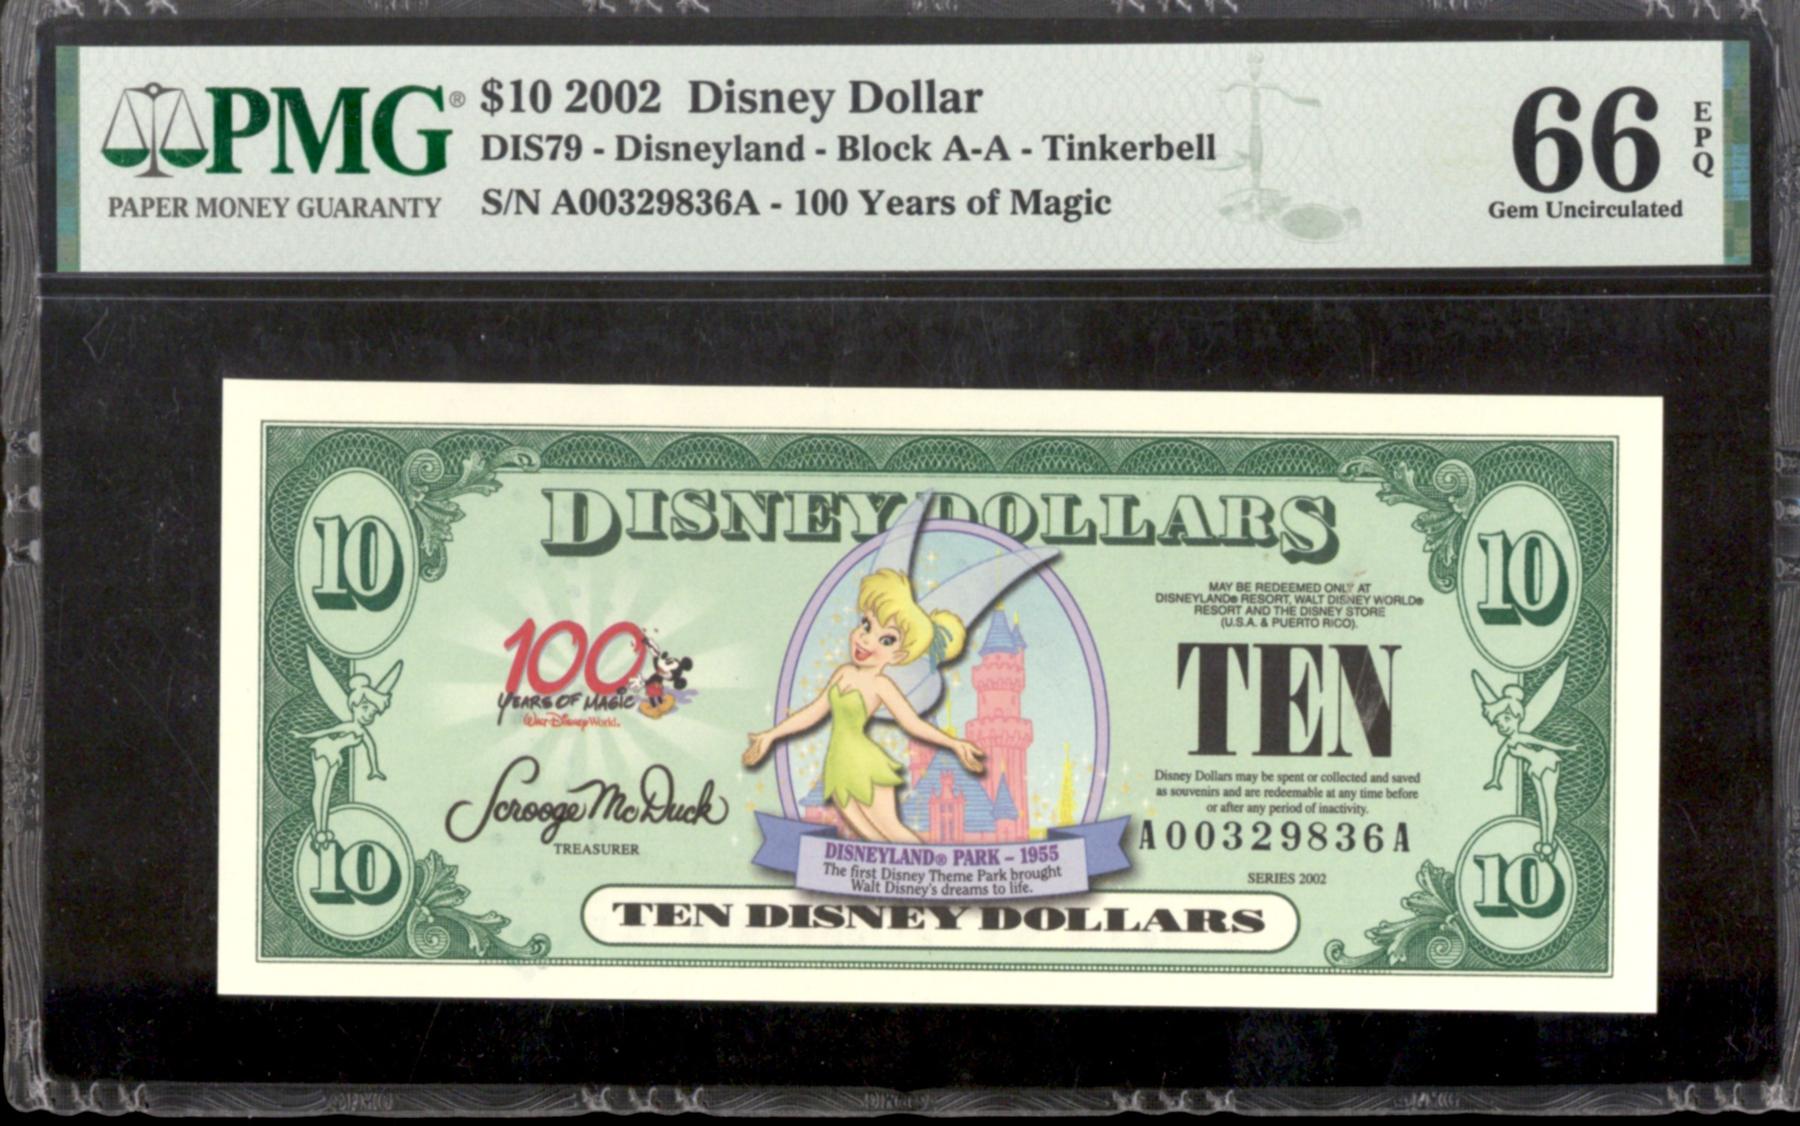 PMG®
PAPER MONEY GUARANTY
$10 2002 Disney Dollar
DIS79 - Disneyland - Block A-A - Tinkerbell
S/N A00329836A - 100 Years of Magic
66
EPQ
Gem Uncirculated
DISNEY DOLLARS
10
10
MAY BE REDEEMED ONLY AT
DISNEYLAND® RESORT, WALT DISNEY WORLD®
RESORT AND THE DISNEY STORE
(U.S.A. & PUERTO RICO).
100
YEARS OF MAGIC
Walt Disney World.
TEN
Disney Dollars may be spent or collected and saved
as souvenirs and are redeemable at any time before
or after any period of inactivity.
Scrooge McDuck
TREASURER
A00329836A
SERIES 2002
DISNEYLAND® PARK – 1955
The first Disney Theme Park brought
Walt Disney's dreams to life.
10
10
TEN DISNEY DOLLARS